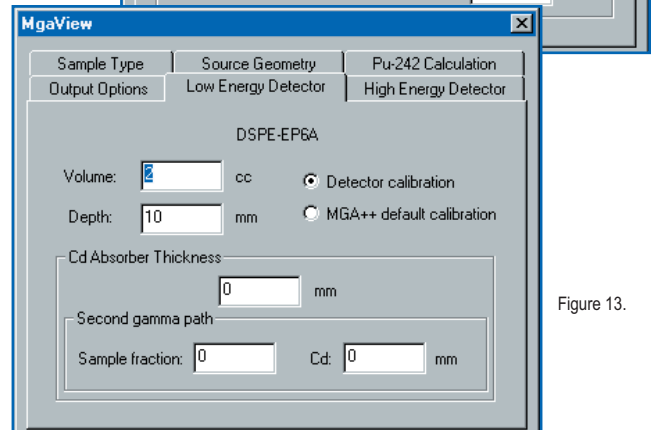 MgaView
Sample Type Source Geometry Pu-242 Calculation
Output Options Low Energy Detector High Energy Detector
DSPE-EP6A
Volume: 2 cc Detector calibration
Depth: 10 mm MGA++ default calibration
Cd Absorber Thickness
0 mm
Second gamma path
Sample fraction: 0 Cd: 0 mm
Figure 13.